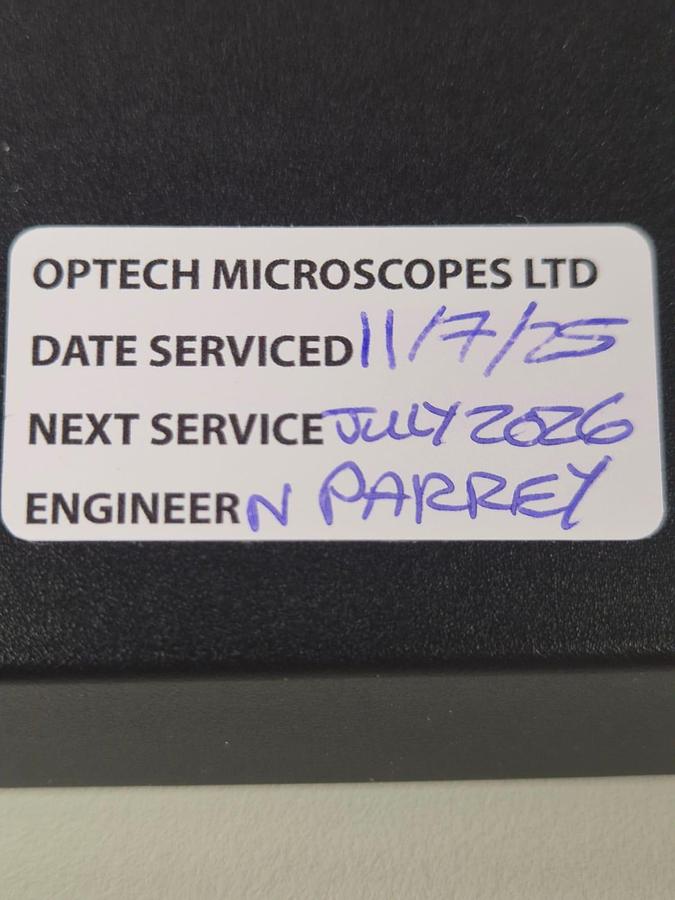 OPTECH MICROSCOPES LTD
DATE SERVICED 11/7/25
NEXT SERVICE JULY 2026
ENGINEER N PARREY